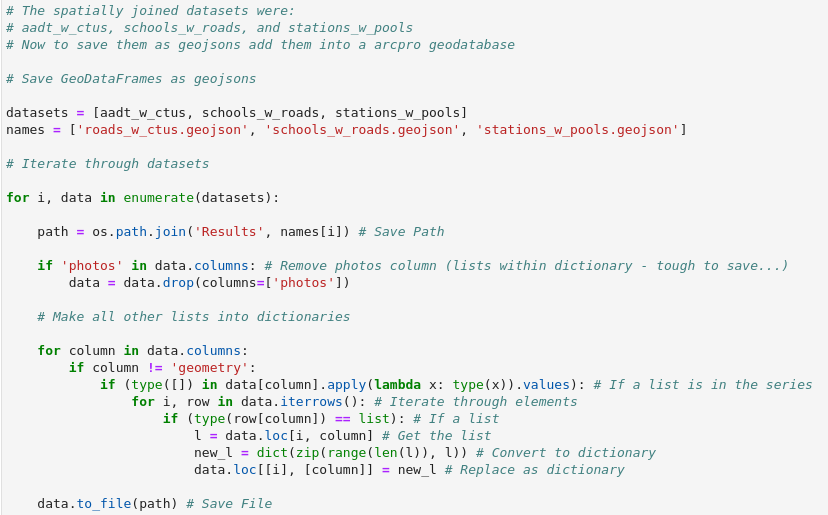 # The spatially joined datasets were:
# aadt_w_ctus, schools_w_roads, and stations_w_pools
# Now to save them as geojsons add them into a arcpro geodatabase

# Save GeoDataFrames as geojsons

datasets = [aadt_w_ctus, schools_w_roads, stations_w_pools]
names = ['roads_w_ctus.geojson', 'schools_w_roads.geojson', 'stations_w_pools.geojson']

# Iterate through datasets

for i, data in enumerate(datasets):

    path = os.path.join('Results', names[i]) # Save Path

    if 'photos' in data.columns: # Remove photos column (lists within dictionary - tough to save...)
        data = data.drop(columns=['photos'])

    # Make all other lists into dictionaries

    for column in data.columns:
        if column != 'geometry':
            if (type([]) in data[column].apply(lambda x: type(x)).values): # If a list is in the series
                for i, row in data.iterrows(): # Iterate through elements
                    if (type(row[column]) == list): # If a list
                        l = data.loc[i, column] # Get the list
                        new_l = dict(zip(range(len(l)), l)) # Convert to dictionary
                        data.loc[[i], [column]] = new_l # Replace as dictionary

    data.to_file(path) # Save File